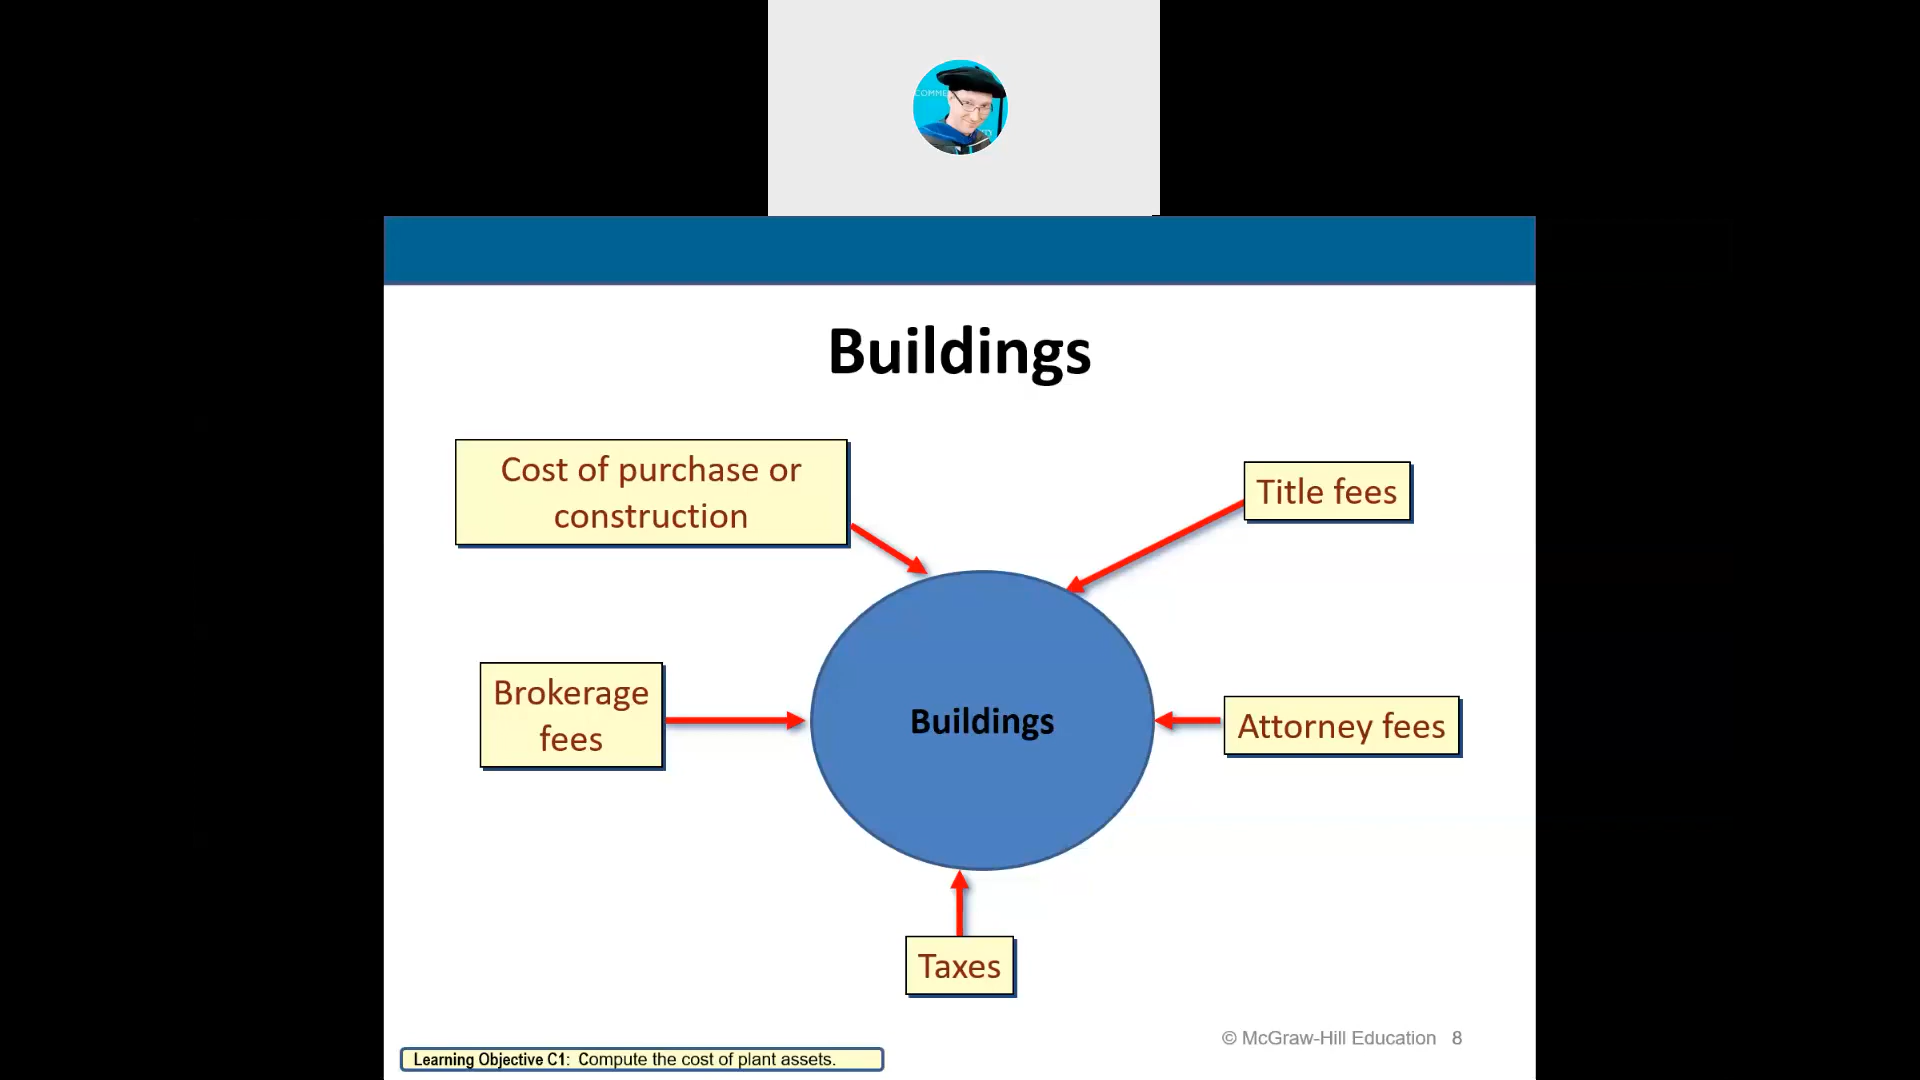 COMME
Buildings
Cost of purchase or
construction
Title fees
Brokerage
fees
Buildings
Attorney fees
Taxes
© McGraw-Hill Education 8
Learning Objective C1: Compute the cost of plant assets.